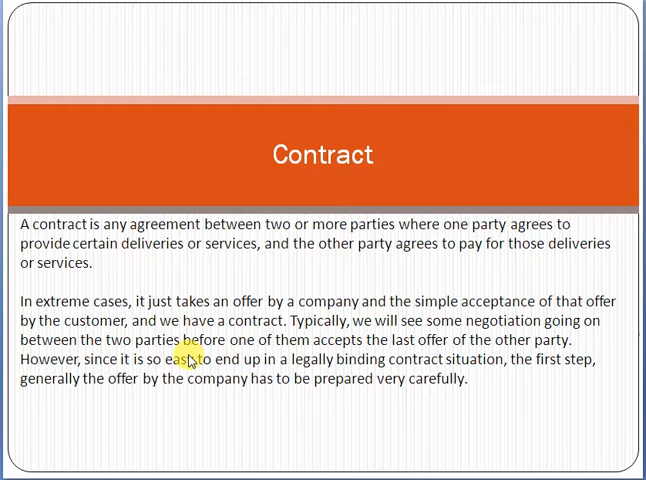 Contract
A contract is any agreement between two or more parties where one party agrees to
provide certain deliveries or services, and the other party agrees to pay for those deliveries
or services.
In extreme cases, it just takes an offer by a company and the simple acceptance of that offer
by the customer, and we have a contract. Typically, we will see some negotiation going on
between the two parties before one of them accepts the last offer of the other party.
However, since it is so easy to end up in a legally binding contract situation, the first step,
generally the offer by the company has to be prepared very carefully.